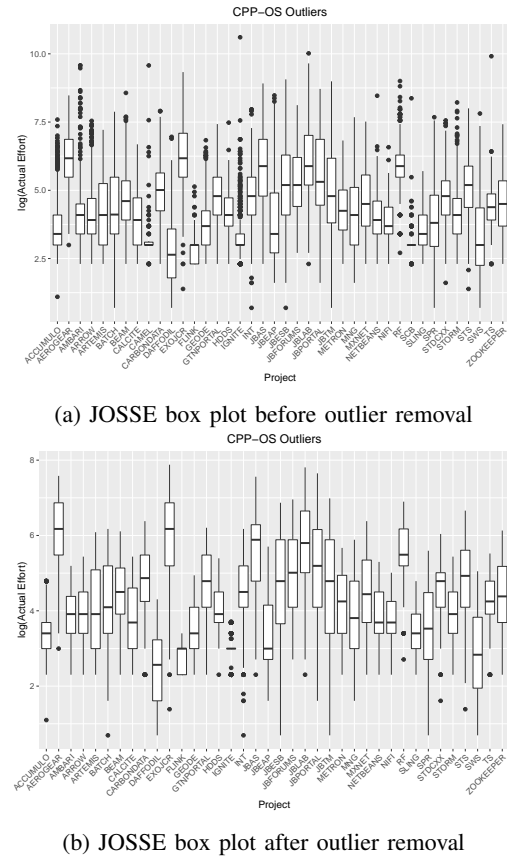 CPP−OS Outliers
10.0
7.5
5.0
2.5
log(Actual Effort)
ACCUMULO
AEROGEAR
AMBARI
ARROW
ARTEMIS
BATCH
BEAM
CALCITE
CAMEL
CARBONDATA
DAFFODIL
EXOJCR
FLINK
GEODE
GTNPORTAL
HDDS
IGNITE
INT
JBAS
JBEAP
JBESB
JBFORUMS
JBLAB
JBPORTAL
JBTM
METRON
MNG
MXNET
NETBEANS
NIFI
RF
SCB
SLING
SPR
STDCXX
STORM
STS
SWS
TS
ZOOKEEPER
Project
(a) JOSSE box plot before outlier removal
CPP−OS Outliers
8
6
4
2
log(Actual Effort)
ACCUMULO
AEROGEAR
AMBARI
ARROW
ARTEMIS
BATCH
BEAM
CALCITE
CARBONDATA
DAFFODIL
EXOJCR
FLINK
GEODE
GTNPORTAL
HDDS
IGNITE
INT
JBAS
JBEAP
JBESB
JBFORUMS
JBLAB
JBPORTAL
JBTM
METRON
MNG
MXNET
NETBEANS
NIFI
RF
SLING
SPR
STDCXX
STORM
STS
SWS
TS
ZOOKEEPER
Project
(b) JOSSE box plot after outlier removal